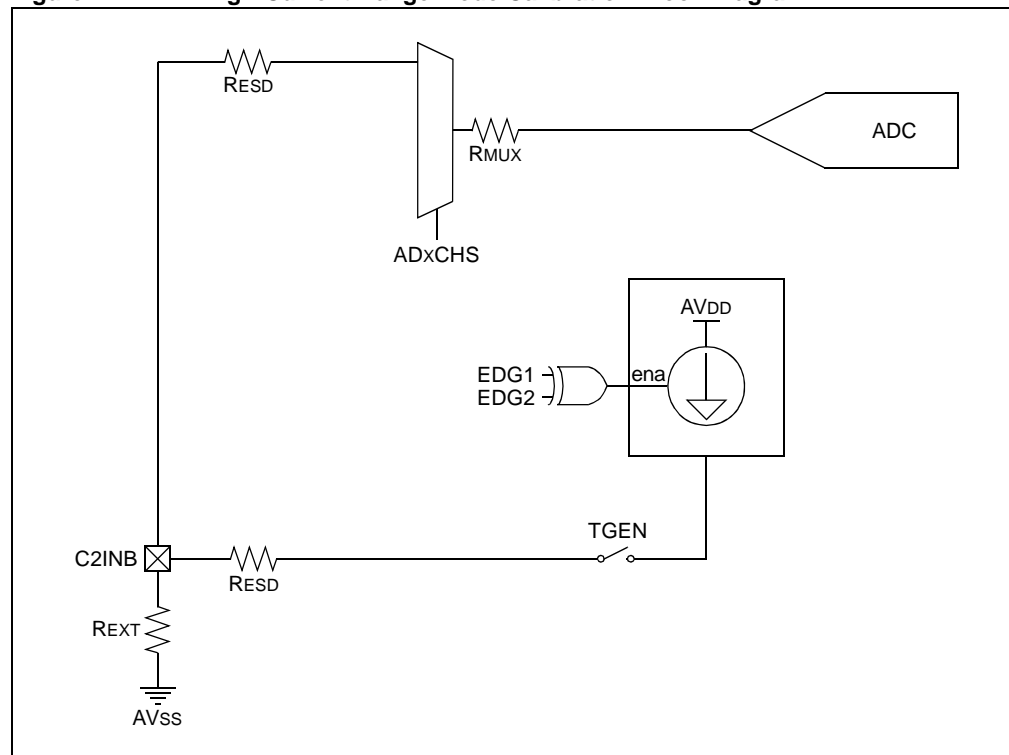 RESD
RMUX
ADC
ADxCHS
AVDD
EDG1
EDG2
ena
TGEN
C2INB
RESD
REXT
AVSS